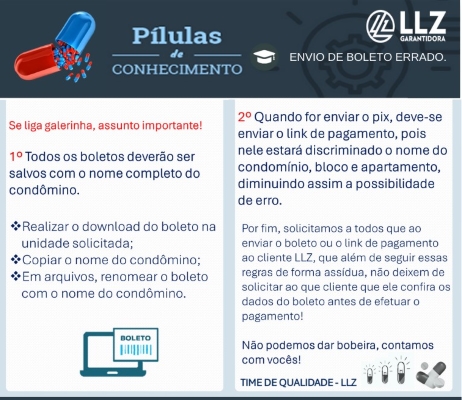 Pílulas
de
CONHECIMENTO
LLZ
GARANTIDORA
ENVIO DE BOLETO ERRADO.
Se liga galerinha, assunto importante!
1º Todos os boletos deverão ser
salvos com o nome completo do
condômino.
❖Realizar o download do boleto na
unidade solicitada;
❖Copiar o nome do condômino;
❖Em arquivos, renomear o boleto
com o nome do condômino.
BOLETO
2º Quando for enviar o pix, deve-se
enviar o link de pagamento, pois
nele estará discriminado o nome do
condomínio, bloco e apartamento,
diminuindo assim a possibilidade
de erro.
Por fim, solicitamos a todos que ao
enviar o boleto ou o link de pagamento
ao cliente LLZ, que além de seguir essas
regras de forma assídua, não deixem de
solicitar ao que cliente que ele confira os
dados do boleto antes de efetuar o
pagamento!
Não podemos dar bobeira, contamos
com vocês!
TIME DE QUALIDADE - LLZ